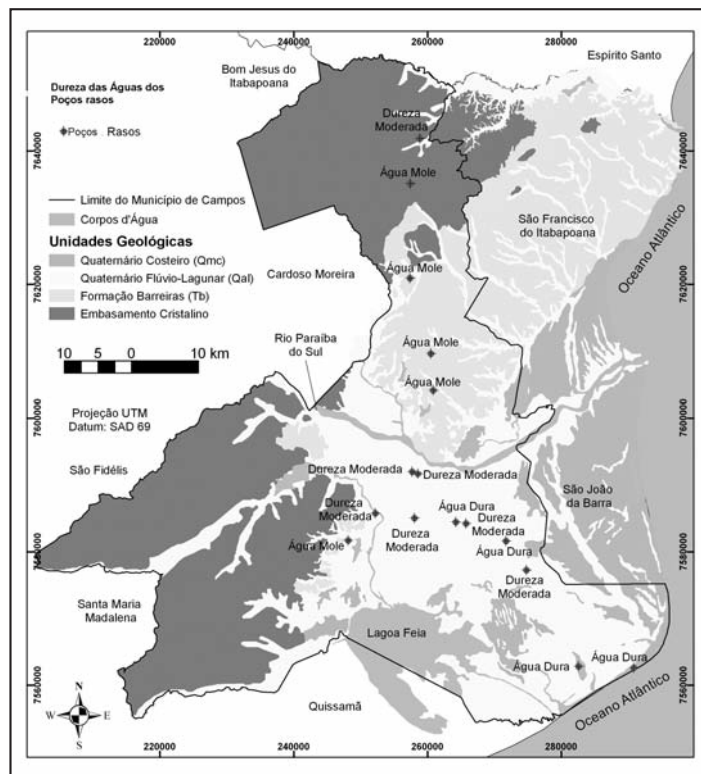 220000
240000
260000
280000
Espírito Santo
Bom Jesus do
Itabapoana
Dureza das Águas dos
Poços rasos
Poços Rasos
Dureza
Moderada
7640000
7640000
Água Mole
Limite do Município de Campos
Corpos d'Água
Unidades Geológicas
Quaternário Costeiro (Qmc)
Quaternário Flúvio-Lagunar (Qal)
Formação Barreiras (Tb)
Embasamento Cristalino
São Francisco
do Itabapoana
Oceano Atlântico
Cardoso Moreira
Água Mole
7620000
7620000
Rio Paraíba
do Sul
Água Mole
10 5 0 10 km
Água Mole
Projeção UTM
Datum: SAD 69
7600000
7600000
São Fidélis
Dureza Moderada
Dureza Moderada
São João
da Barra
Dureza
Moderada
Água Dura
Dureza
Moderada
Dureza
Moderada
Água Mole
Água Dura
7580000
7580000
Dureza
Moderada
Santa Maria
Madalena
Lagoa Feia
Água Dura
Água Dura
7560000
7560000
Quissamã
Oceano Atlântico
N
W
E
S
220000
240000
260000
280000